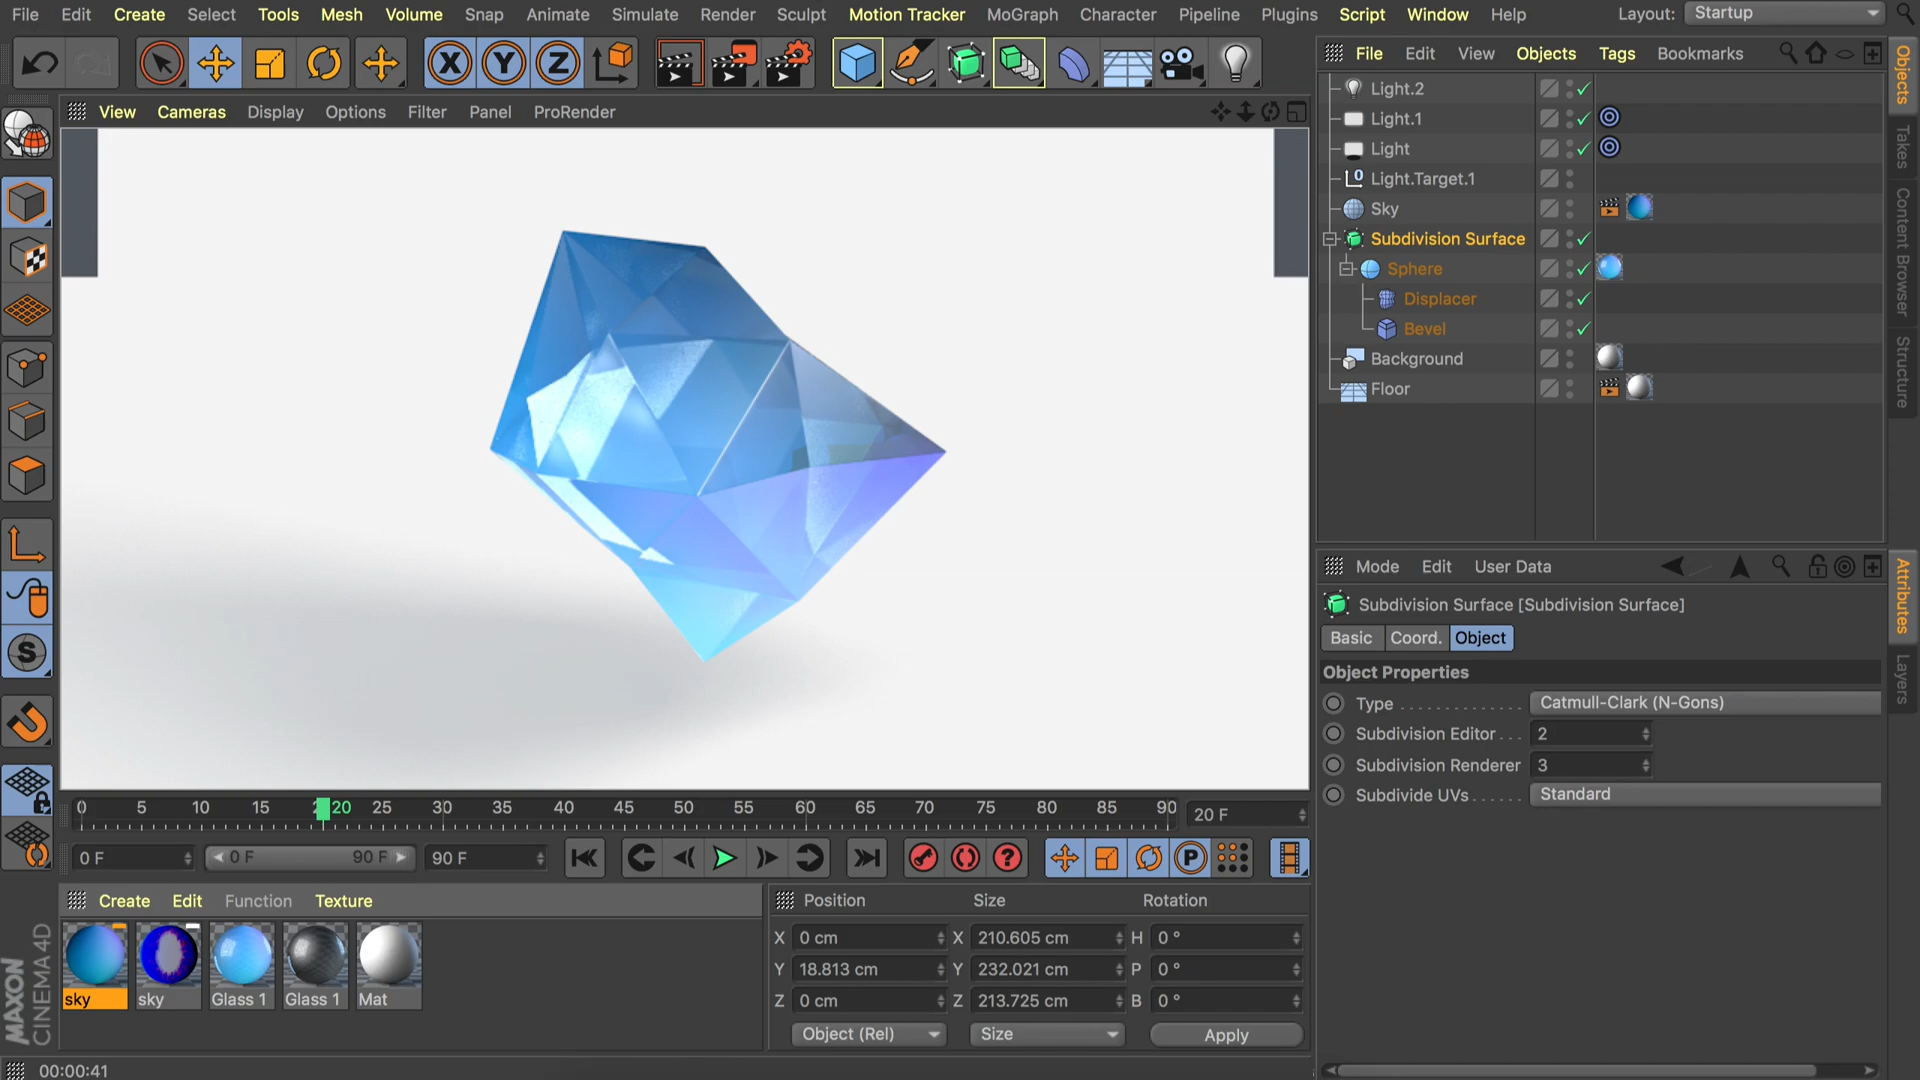 File Edit Create Select Tools Mesh Volume Snap Animate Simulate Render Sculpt Motion Tracker MoGraph Character Pipeline Plugins Script Window Help Layout: Startup
X Y Z
File Edit View Objects Tags Bookmarks
View Cameras Display Options Filter Panel ProRender
Light.2
Light.1
Light
Light.Target.1
Sky
Subdivision Surface
Sphere
Displacer
Bevel
Background
Floor
Objects
Takes
Content Browser
Structure
Mode Edit User Data
Subdivision Surface [Subdivision Surface]
Basic Coord. Object
Object Properties
Type . . . . . . . . . . . . . Catmull-Clark (N-Gons)
Subdivision Editor . . . 2
Subdivision Renderer 3
Subdivide UVs . . . . . . Standard
Attributes
Layers
S
0 5 10 15 20 25 30 35 40 45 50 55 60 65 70 75 80 85 90 20 F
0 F 0 F 90 F 90 F ? P
Create Edit Function Texture
sky sky Glass 1 Glass 1 Mat
Position Size Rotation
X 0 cm X 210.605 cm H 0 °
Y 18.813 cm Y 232.021 cm P 0 °
Z 0 cm Z 213.725 cm B 0 °
Object (Rel) Size Apply
MAXON
CINEMA 4D
00:00:41